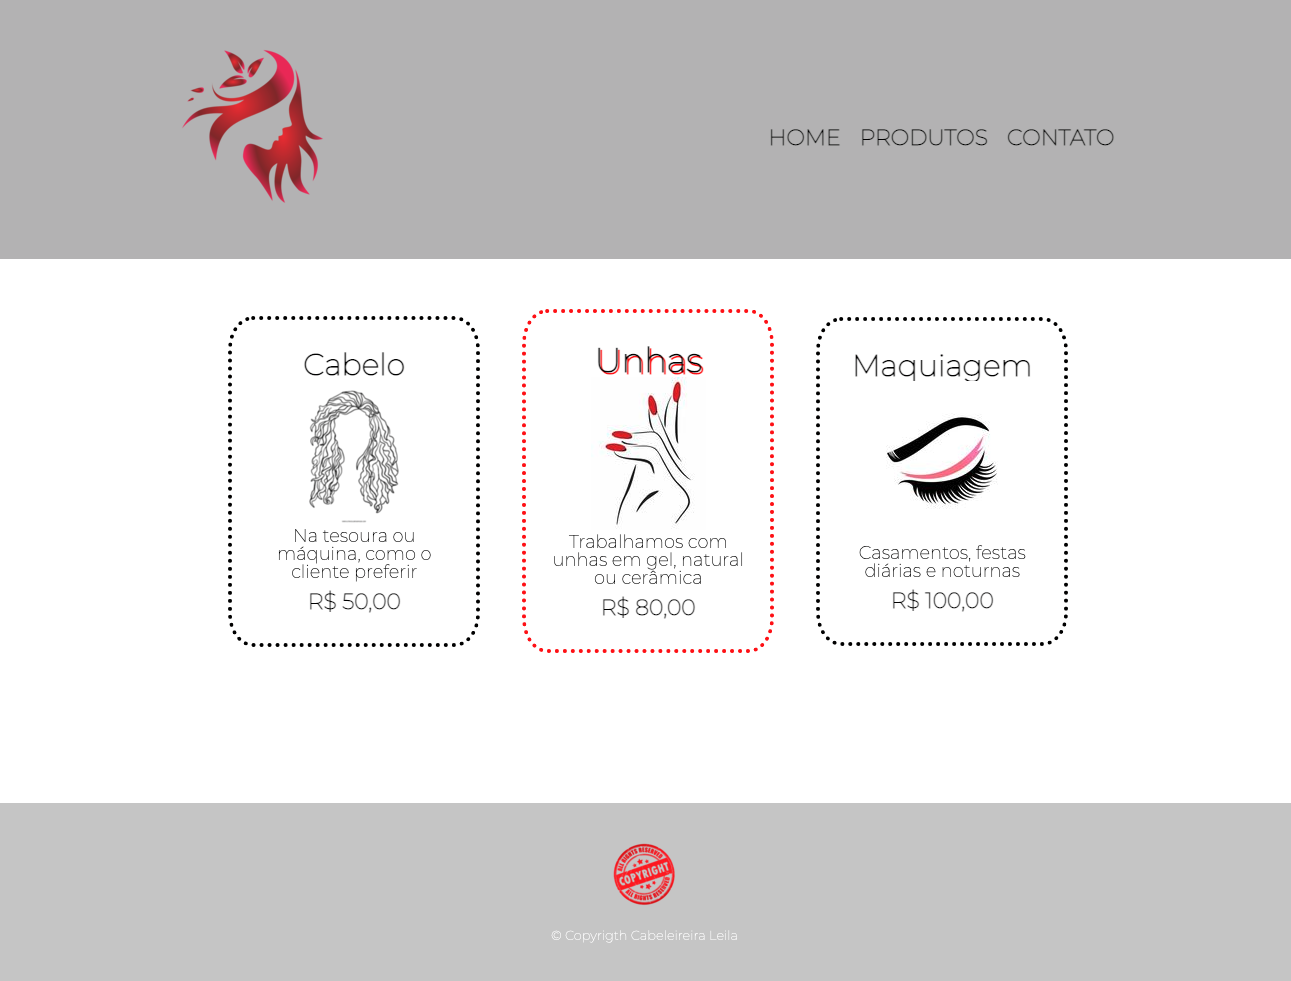 HOME PRODUTOS CONTATO
Cabelo
Na tesoura ou
máquina, como o
cliente preferir
R$ 50,00
Unhas
Trabalhamos com
unhas em gel, natural
ou cerâmica
R$ 80,00
Maquiagem
Casamentos, festas
diárias e noturnas
R$ 100,00
ALL RIGHTS RESERVED
COPYRIGHT
ALL RIGHTS RESERVED
© Copyrigth Cabeleireira Leila